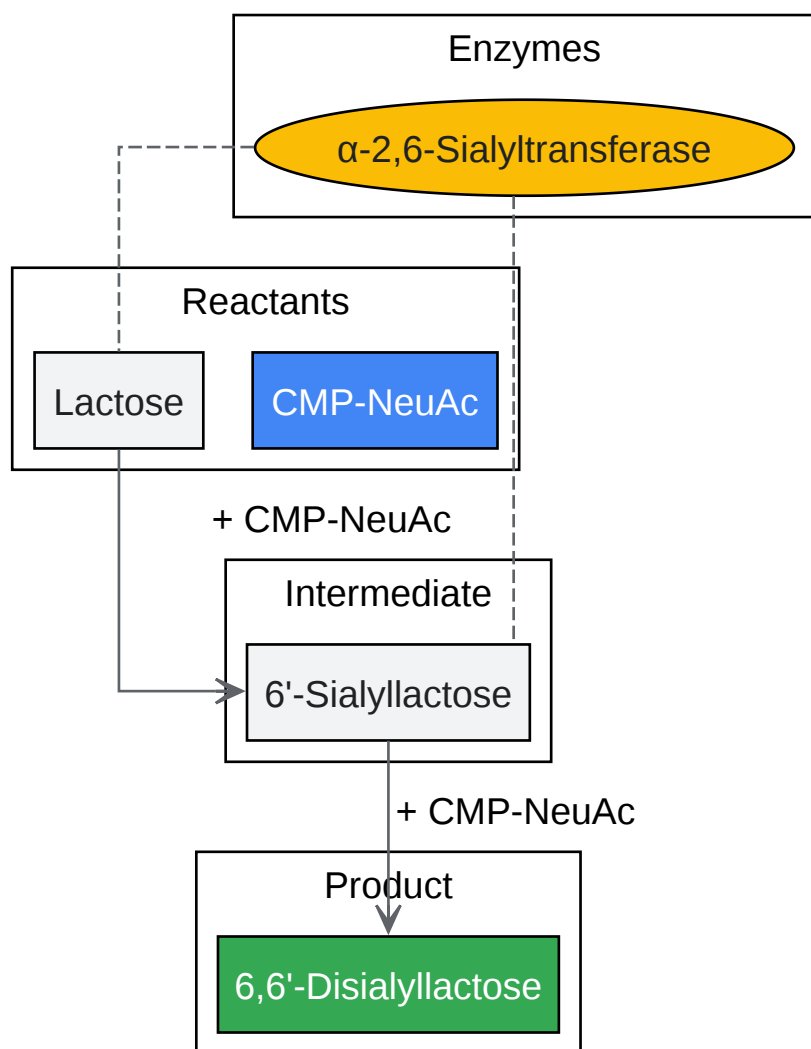 Enzymes
α-2,6-Sialyltransferase
Reactants
Lactose
CMP-NeuAc
+ CMP-NeuAc
Intermediate
6'-Sialyllactose
+ CMP-NeuAc
Product
6,6'-Disialyllactose